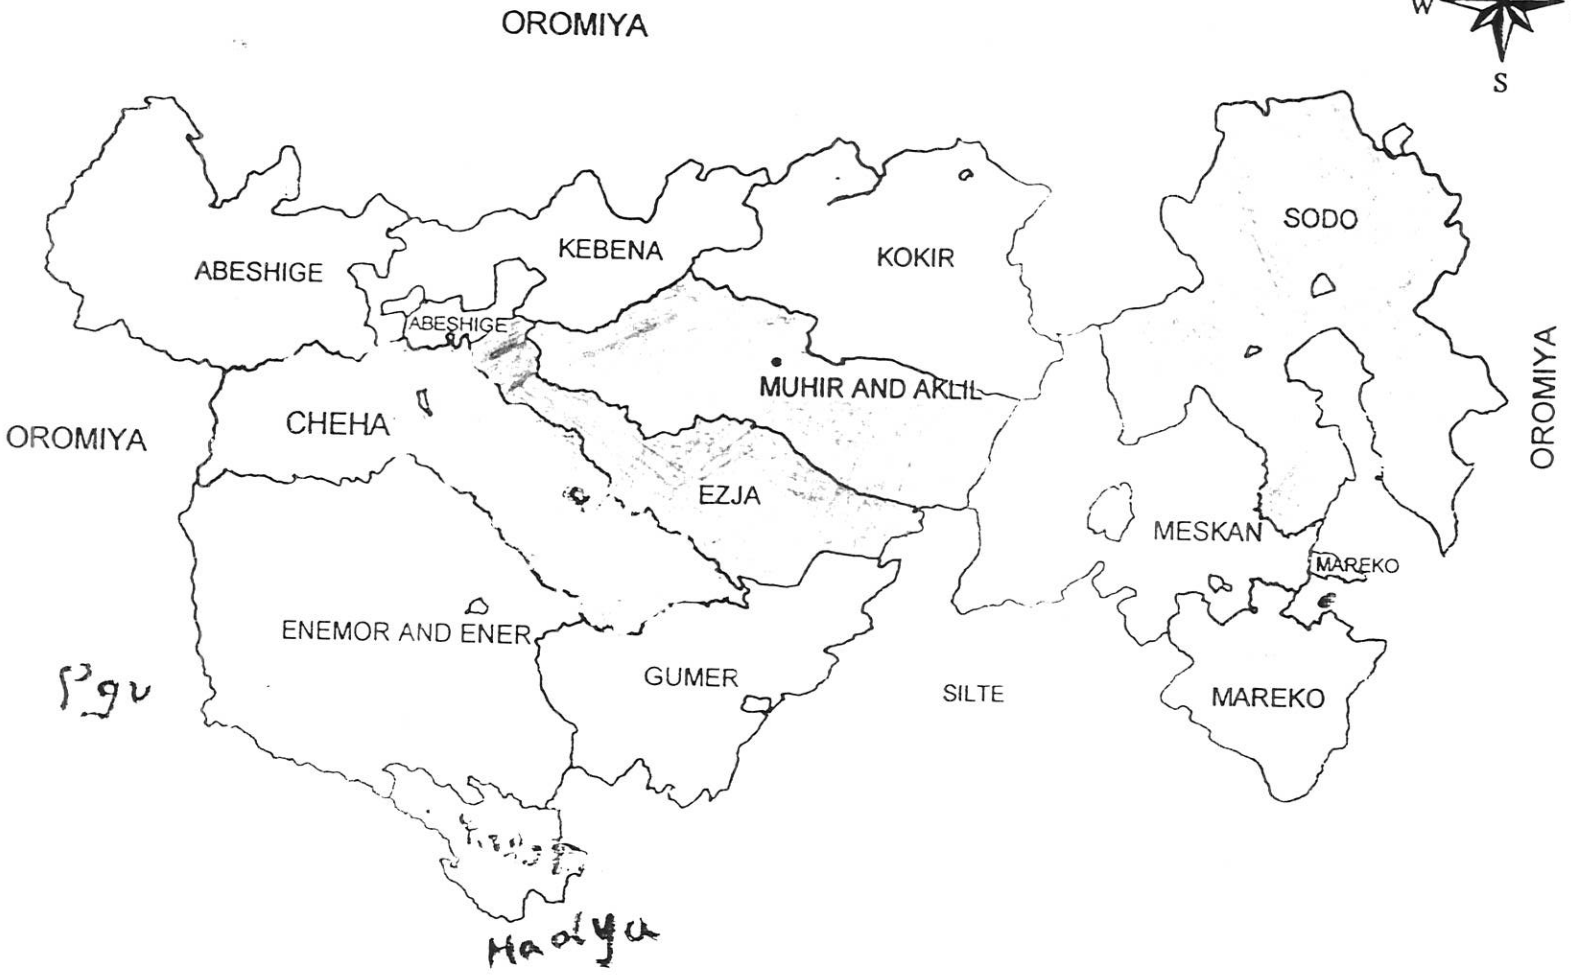 OROMIYA
W
S
SODO
KEBENA
KOKIR
ABESHIGE
ABESHIGE
OROMIYA
MUHIR AND AKLIL
CHEHA
OROMIYA
EZJA
MESKAN
MAREKO
ENEMOR AND ENER
GUMER
SILTE
MAREKO
Hadya